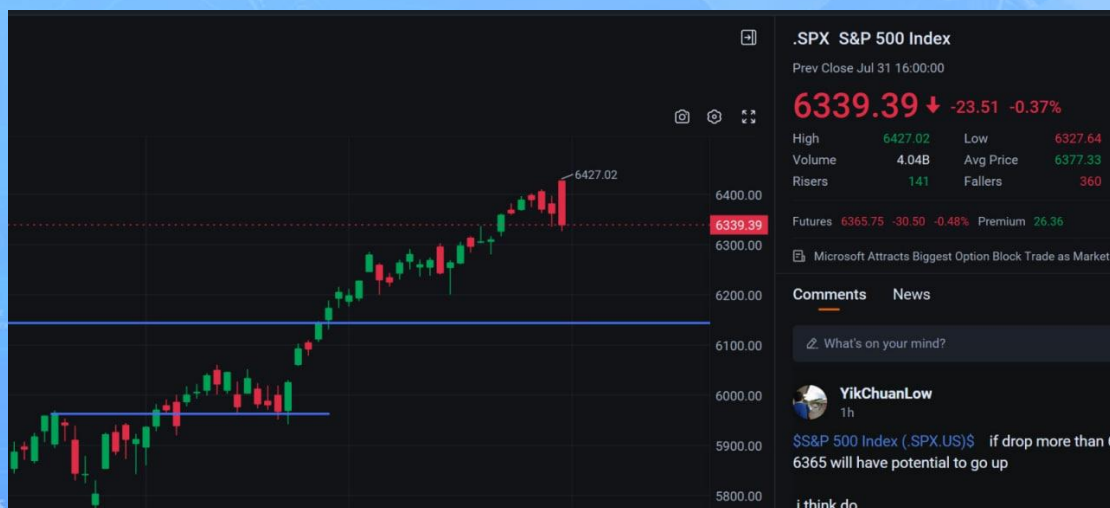 .SPX S&P 500 Index
Prev Close Jul 31 16:00:00
6339.39 -23.51 -0.37%
High 6427.02 Low 6327.64
Volume 4.04B Avg Price 6377.33
Risers 141 Fallers 360
Futures 6365.75 -30.50 -0.48% Premium 26.36
Microsoft Attracts Biggest Option Block Trade as Market
Comments News
What's on your mind?
YikChuanLow
1h
$S&P 500 Index (.SPX.US)$ if drop more than
6365 will have potential to go up
i think do
6427.02
6400.00
6339.39
6300.00
6200.00
6100.00
6000.00
5900.00
5800.00